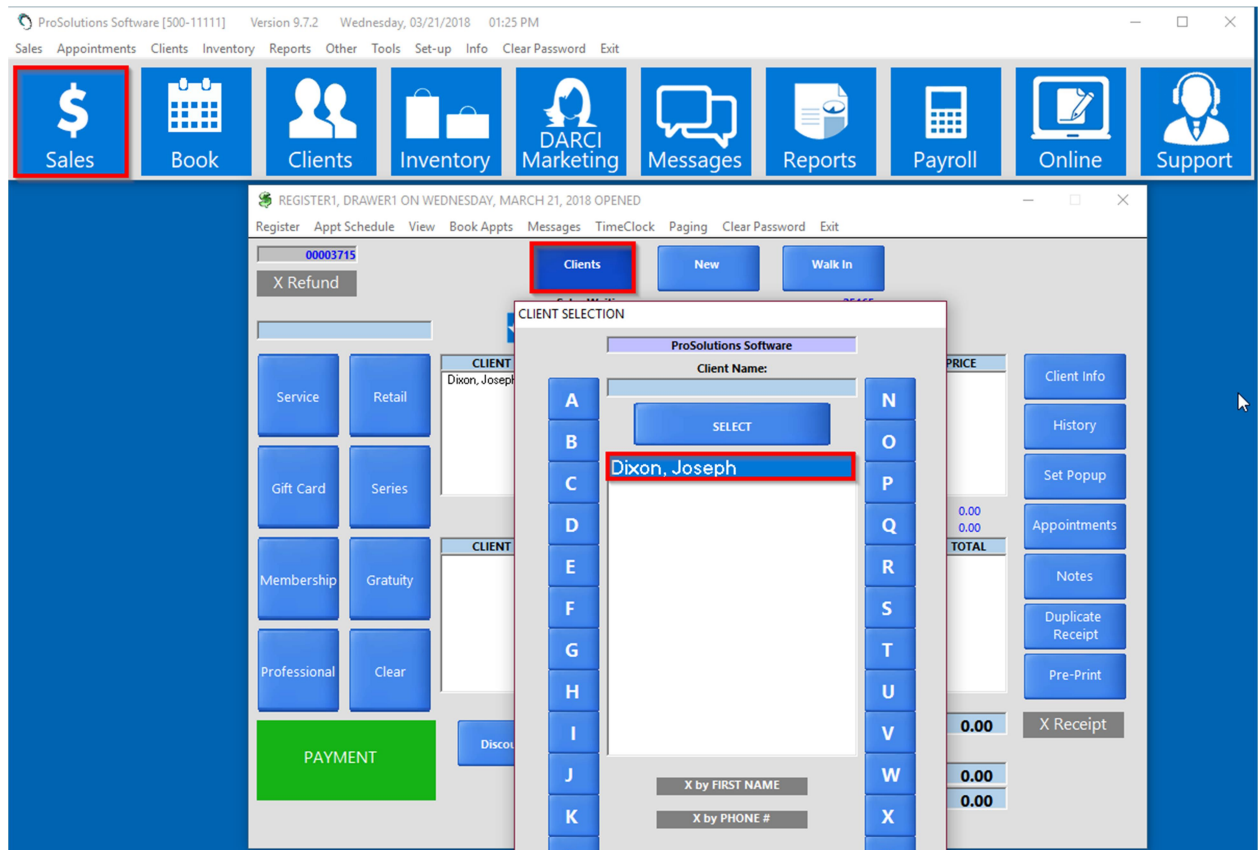 ProSolutions Software [500-11111] Version 9.7.2 Wednesday, 03/21/2018 01:25 PM
Sales Appointments Clients Inventory Reports Other Tools Set-up Info Clear Password Exit
$
Sales Book Clients Inventory DARCI Marketing Messages Reports Payroll Online Support
REGISTER1, DRAWER1 ON WEDNESDAY, MARCH 21, 2018 OPENED
Register Appt Schedule View Book Appts Messages TimeClock Paging Clear Password Exit
00003715
Clients New Walk In
X Refund
CLIENT SELECTION
ProSolutions Software
CLIENT Client Name: PRICE
Dixon, Joseph
Service Retail A N Client Info
SELECT
B O History
Dixon, Joseph
Gift Card Series C P Set Popup
0.00
D Q Appointments
0.00
CLIENT TOTAL
Membership Gratuity E R Notes
F S Duplicate
Receipt
G T
Professional Clear H U Pre-Print
I V 0.00 X Receipt
PAYMENT
J W 0.00
X by FIRST NAME
0.00
K X
X by PHONE #